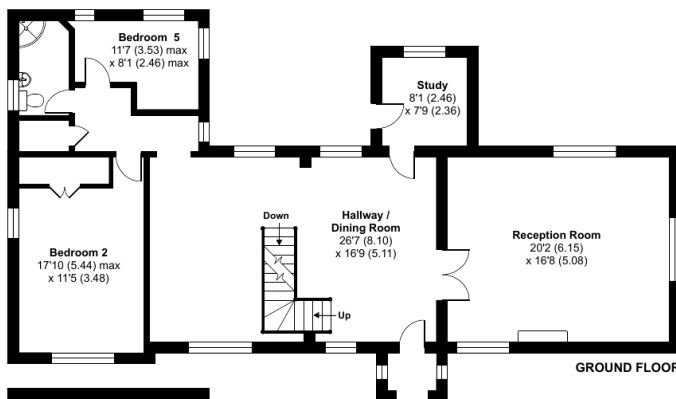 Bedroom 5
11'7 (3.53) max
x 8'1 (2.46) max
Study
8'1 (2.46)
x 7'9 (2.36)
Down
Hallway /
Dining Room
26'7 (8.10)
x 16'9 (5.11)
Reception Room
20'2 (6.15)
x 16'8 (5.08)
Bedroom 2
17'10 (5.44) max
x 11'5 (3.48)
Up
GROUND FLOOR